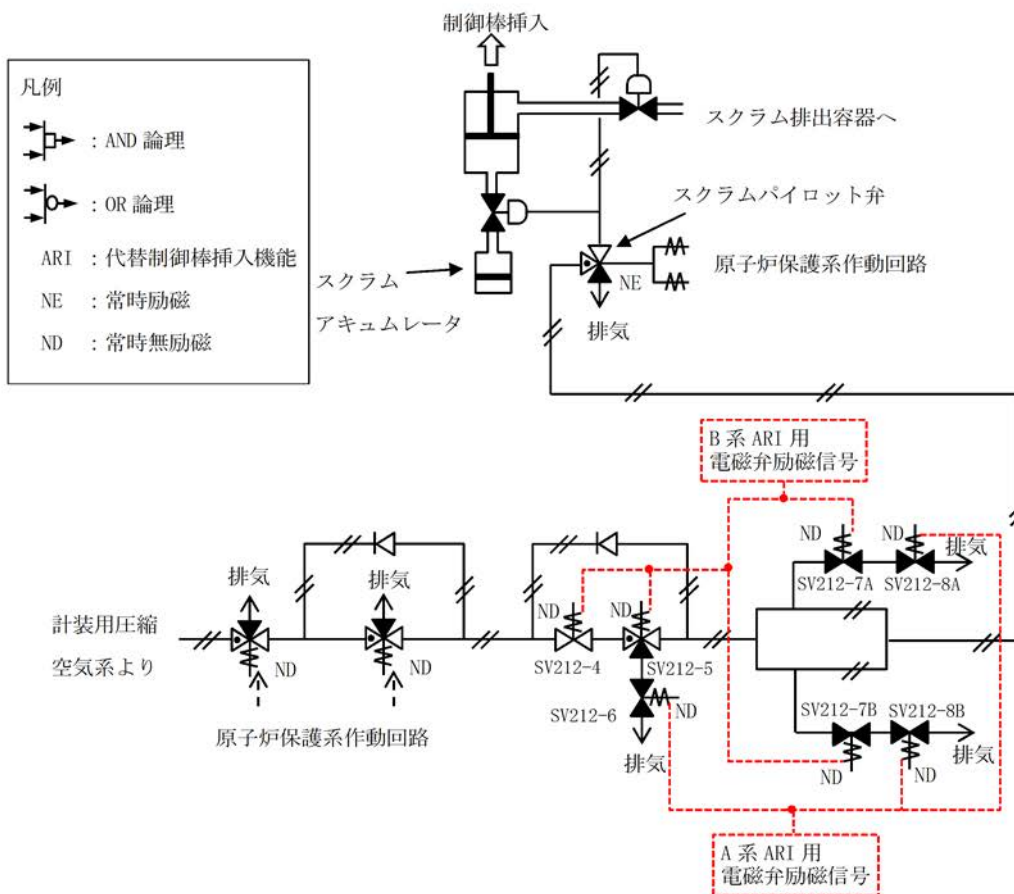 制御棒挿入
凡例
: AND 論理
: OR 論理
ARI : 代替制御棒挿入機能
NE : 常時励磁
ND : 常時無励磁
スクラム排出容器へ
スクラムパイロット弁
原子炉保護系作動回路
NE
排気
スクラム
アキュムレータ
B 系 ARI 用
電磁弁励磁信号
ND
ND
排気
SV212-7A
SV212-8A
排気
排気
計装用圧縮
空気系より
ND
ND
原子炉保護系作動回路
ND
ND
SV212-4
SV212-5
SV212-6
ND
排気
SV212-7B
SV212-8B
排気
ND
ND
A 系 ARI 用
電磁弁励磁信号